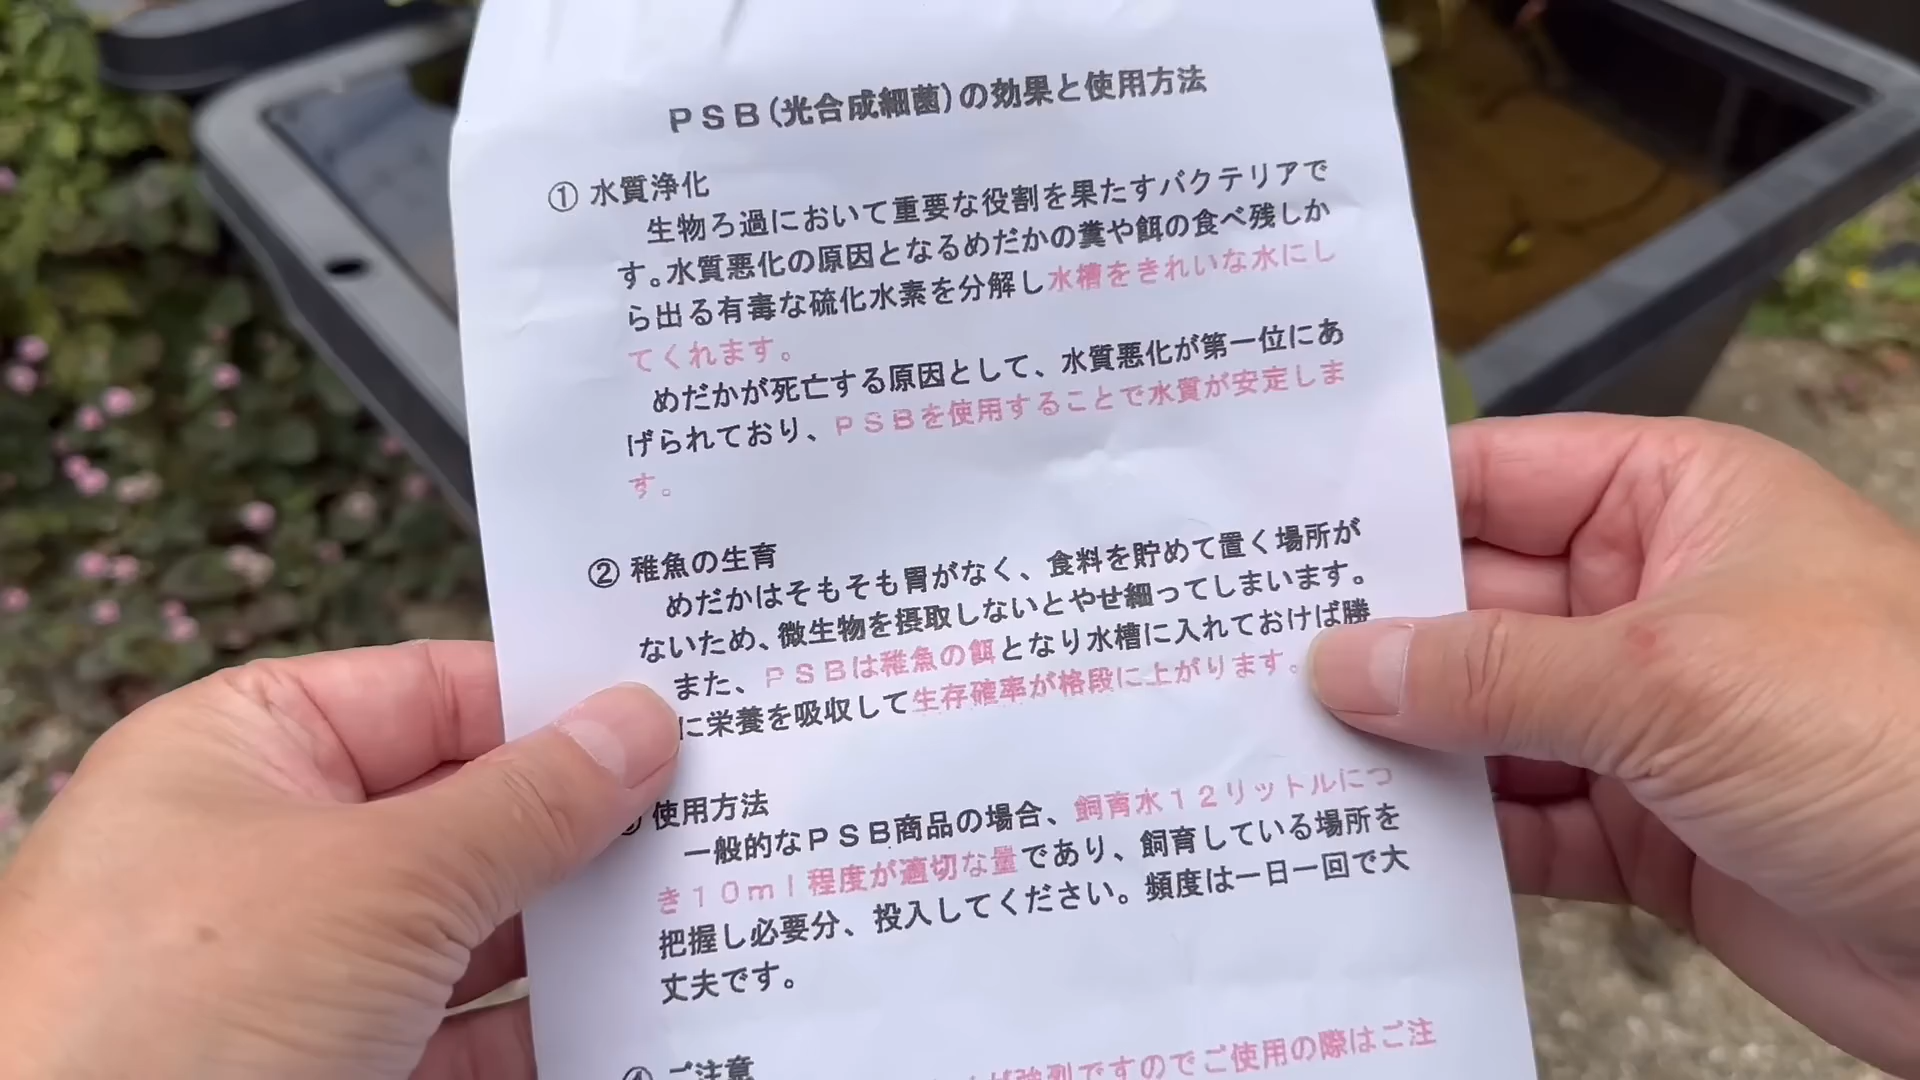 PSB(光合成細菌)の効果と使用方法
① 水質浄化
生物ろ過において重要な役割を果たすバクテリアで
す。水質悪化の原因となるめだかの糞や餌の食べ残しか
ら出る有毒な硫化水素を分解し水槽をきれいな水にし
てくれます。
めだかが死亡する原因として、水質悪化が第一位にあ
げられており、PSBを使用することで水質が安定しま
す。
② 稚魚の生育
めだかはそもそも胃がなく、食料を貯めて置く場所が
ないため、微生物を摂取しないとやせ細ってしまいます。
また、PSBは稚魚の餌となり水槽に入れておけば勝
に栄養を吸収して生存確率が格段に上がります。
使用方法
一般的なPSB商品の場合、飼育水12リットルにつ
き10ml程度が適切な量であり、飼育している場所を
把握し必要分、投入してください。頻度は一日一回で大
丈夫です。
④ ご注意
強烈ですのでご使用の際はご注